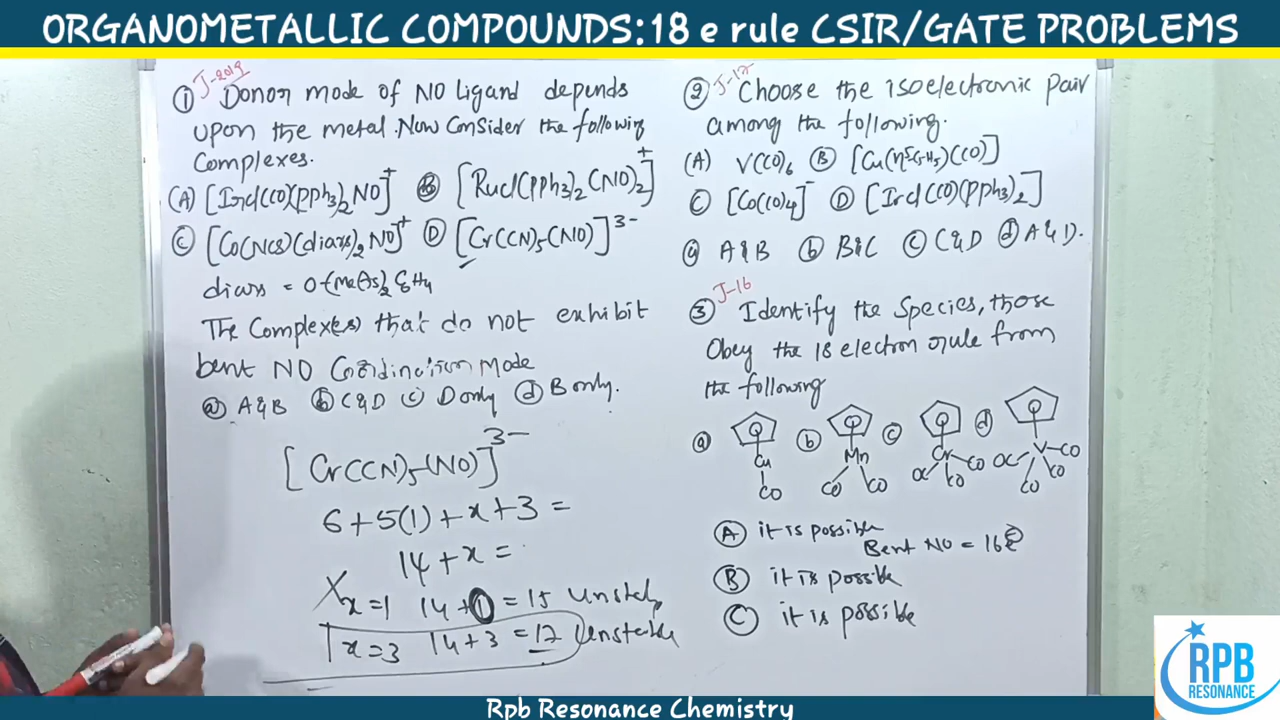 ORGANOMETALLIC COMPOUNDS:18 e rule CSIR/GATE PROBLEMS
① J-2019 Donor mode of NO Ligand depends
upon the metal. Now Consider the following
Complexes.
(A) [IrCl(CO)(PPh3)2 NO]+ (B) [RuCl(PPh3)2(NO)2]+
(C) [Co(NCS)(diars)2 NO]+ (D) [Cr(CN)5(NO)]3-
diars = O-(Me2As)2 C6H4
The Complex(es) that do not exhibit
bent NO Coordination Mode
(a) A&B (b) C&D (c) D only (d) B only.
[Cr(CN)5(NO)]3-
6+5(1)+x+3 =
14+x =
x=1 14+1 = 15 Unstable
x=3 14+3 = 17 Unstable
② J-17 Choose the isoelectronic pair
among the following.
(A) V(CO)6 (B) [Cu(η5C5H5)(CO)]
(C) [Co(CO)4]- (D) [IrCl(CO)(PPh3)2]
(a) A&B (b) B&C (c) C&D (d) A&D.
J-16
③ Identify the Species, those
Obey the 18 electron rule from
the following
(a) Cu CO (b) Mn CO CO (c) Cr OC CO CO (d) V OC CO CO CO
(A) it is possible
Bent NO = 16e-
(B) it is possible
(C) it is possible
RPB
RESONANCE
Rpb Resonance Chemistry